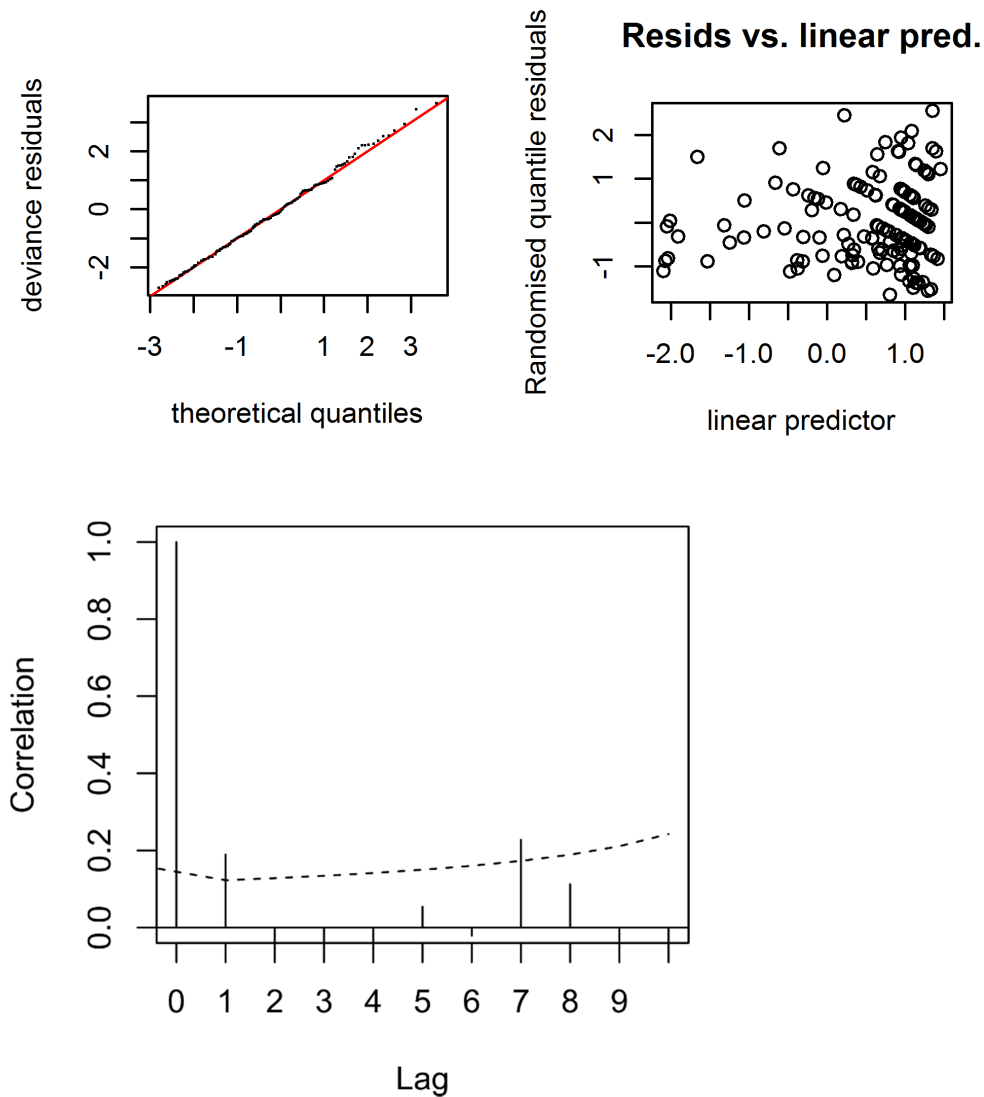 deviance residuals
2
0
-2
-3 -1 1 2 3
theoretical quantiles
Resids vs. linear pred.
Randomised quantile residuals
2
1
-1
-2.0 -1.0 0.0 1.0
linear predictor
Correlation
1.0
0.8
0.6
0.4
0.2
0.0
0 1 2 3 4 5 6 7 8 9
Lag